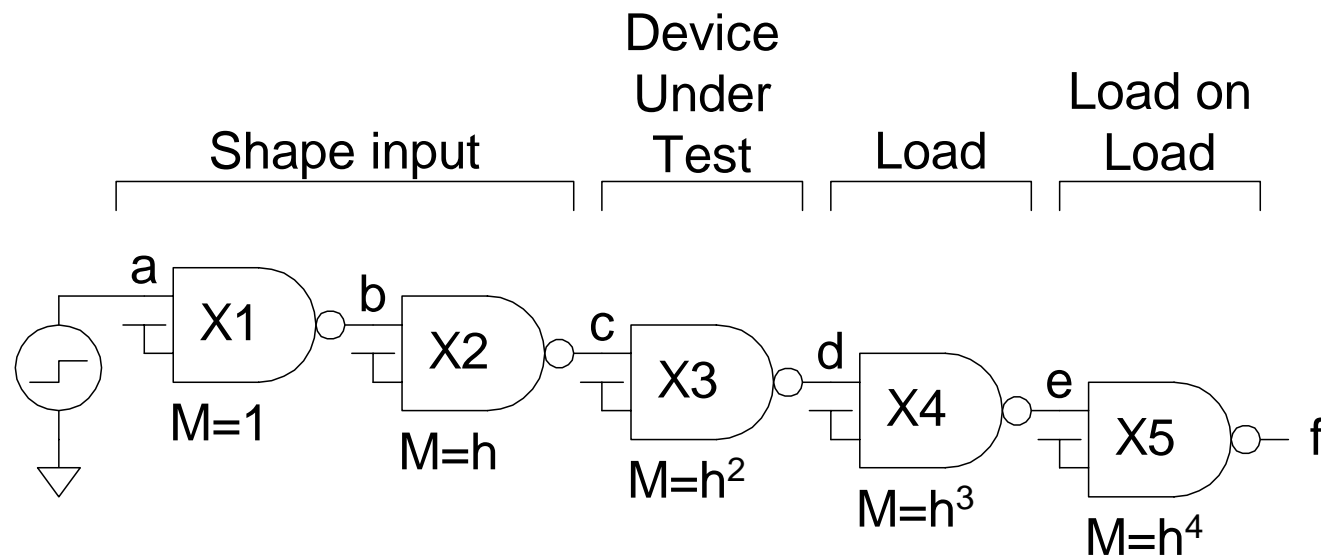 Device
Under
Test
Load on
Load
Shape input
Load
a
X1
M=1
b
X2
M=h
c
X3
M=h²
d
X4
M=h³
e
X5
M=h⁴
f